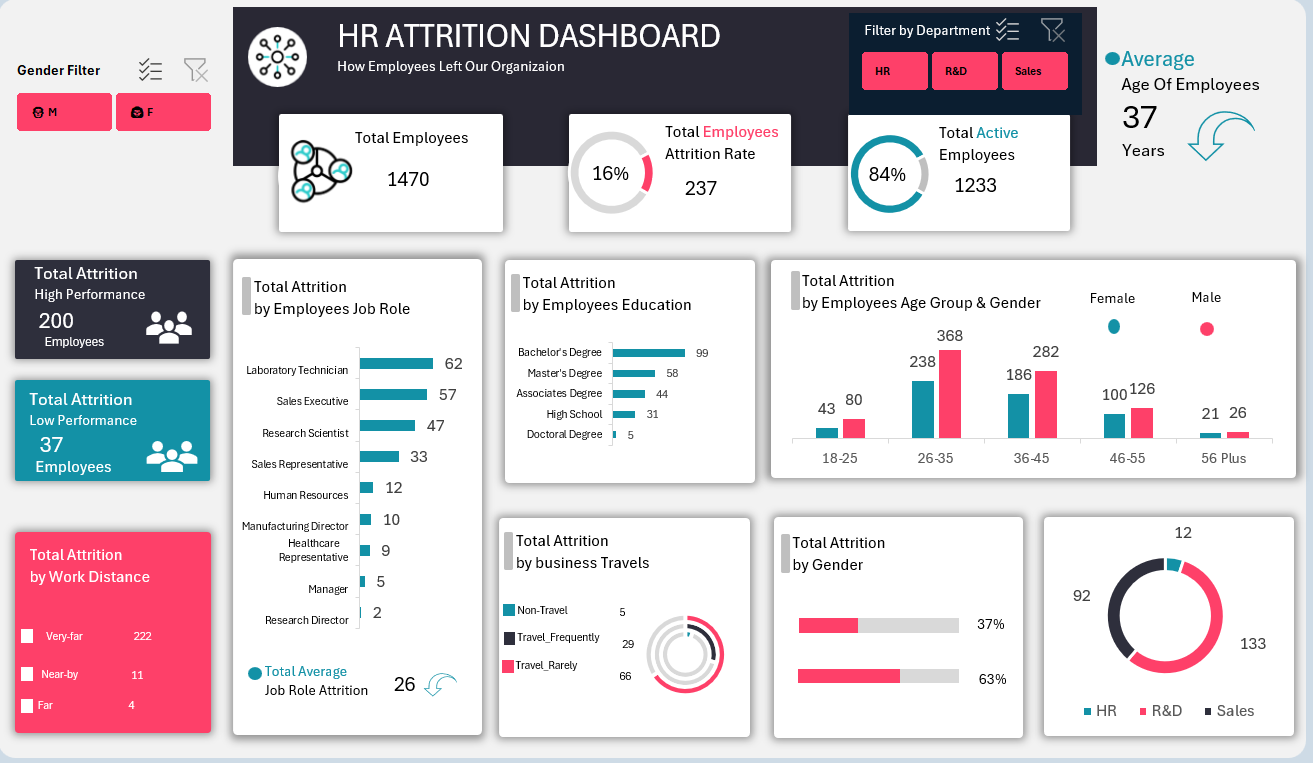 Gender Filter
M
F
HR ATTRITION DASHBOARD
How Employees Left Our Organizaion
Filter by Department
HR
R&D
Sales
Average
Age Of Employees
37
Years
Total Employees
1470
16%
Total Employees
Attrition Rate
237
84%
Total Active
Employees
1233
Total Attrition
High Performance
200
Employees
Total Attrition
Low Performance
37
Employees
Total Attrition
by Work Distance
Very-far 222
Near-by 11
Far 4
Total Attrition
by Employees Job Role
Laboratory Technician 62
Sales Executive 57
Research Scientist 47
Sales Representative 33
Human Resources 12
Manufacturing Director 10
Healthcare
Representative 9
Manager 5
Research Director 2
Total Average
Job Role Attrition 26
Total Attrition
by Employees Education
Bachelor's Degree 99
Master's Degree 58
Associates Degree 44
High School 31
Doctoral Degree 5
Total Attrition
by Employees Age Group & Gender
Female Male
43 80 238 368 186 282 100 126 21 26
18-25 26-35 36-45 46-55 56 Plus
Total Attrition
by business Travels
Non-Travel 5
Travel_Frequently 29
Travel_Rarely 66
Total Attrition
by Gender
37%
63%
12
92
133
HR R&D Sales